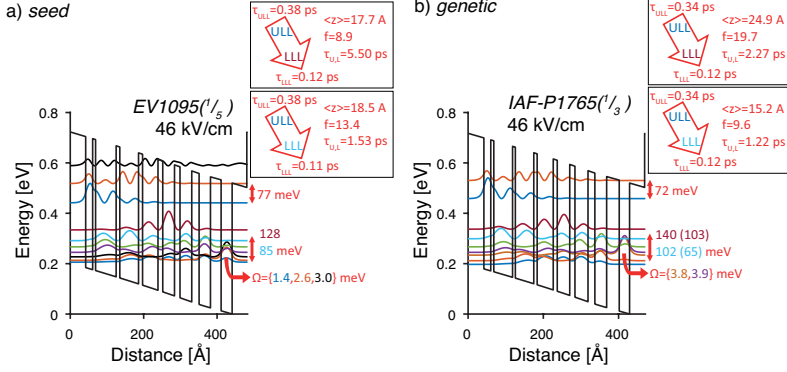 a) seed
τULL=0.38 ps
<z>=17.7 A
ULL
f=8.9
LLL
τU,L=5.50 ps
τLLL=0.12 ps
τULL=0.38 ps
<z>=18.5 A
ULL
f=13.4
LLL
τU,L=1.53 ps
τLLL=0.11 ps
EV1095(1/5)
46 kV/cm
77 meV
128
85 meV
Ω={1.4,2.6,3.0} meV
Energy [eV]
0.8
0.6
0.4
0.2
0
0 200 400
Distance [Å]
b) genetic
τULL=0.34 ps
<z>=24.9 A
ULL
f=19.7
LLL
τU,L=2.27 ps
τLLL=0.12 ps
τULL=0.34 ps
<z>=15.2 A
ULL
f=9.6
LLL
τU,L=1.22 ps
τLLL=0.12 ps
IAF-P1765(1/3)
46 kV/cm
72 meV
140 (103)
102 (65) meV
Ω={3.8,3.9} meV
Energy [eV]
0.8
0.6
0.4
0.2
0
0 200 400
Distance [Å]